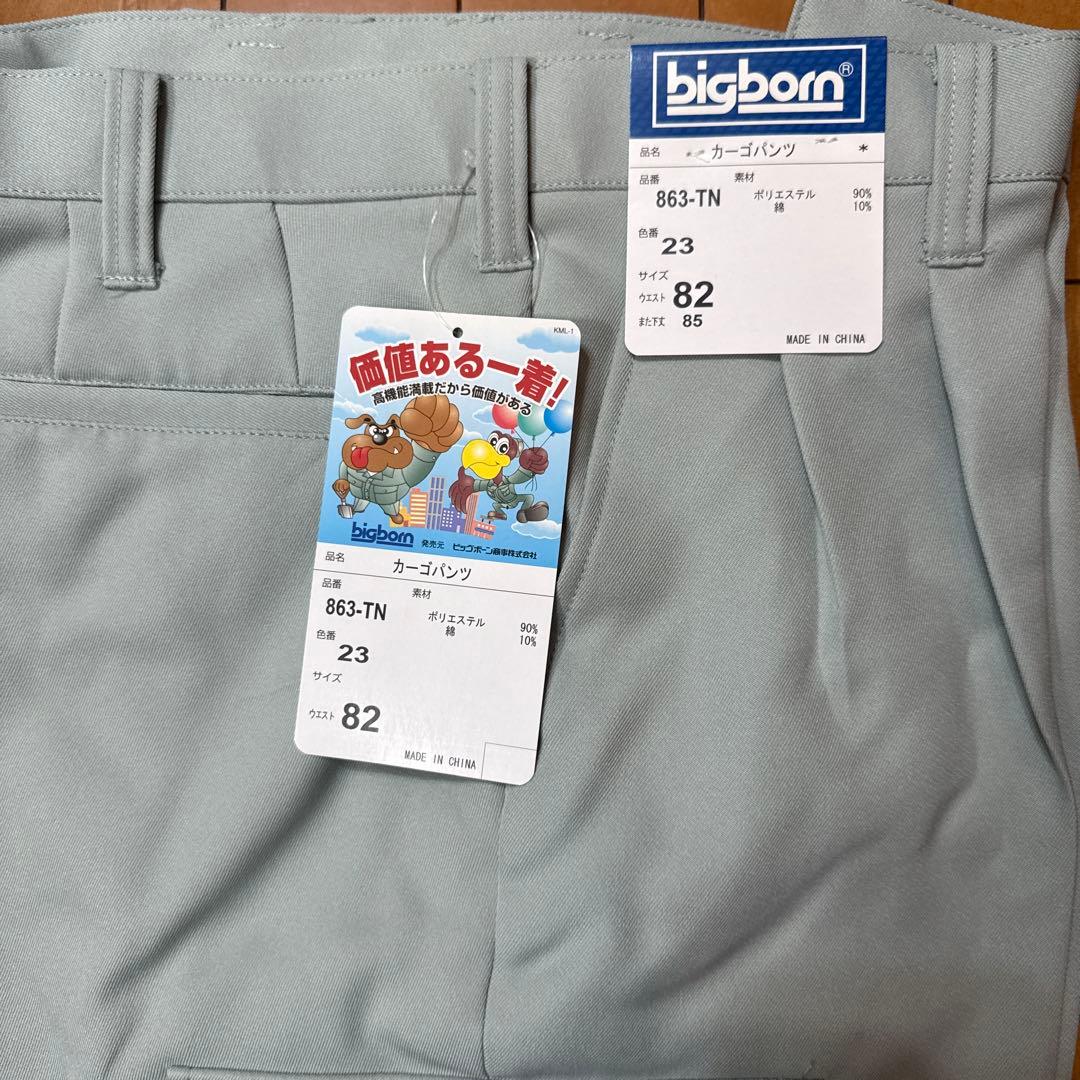 bigborn®
品名 カーゴパンツ *
品番 素材
863-TN ポリエステル 90%
綿 10%
色番
23
サイズ
ウエスト 82
また下丈 85
MADE IN CHINA
KML-1
価値ある一着!
高機能満載だから価値がある
bigborn 発売元 ビッグボーン商事株式会社
品名 カーゴパンツ
品番 素材
863-TN ポリエステル 90%
綿 10%
色番
23
サイズ
ウエスト 82
MADE IN CHINA